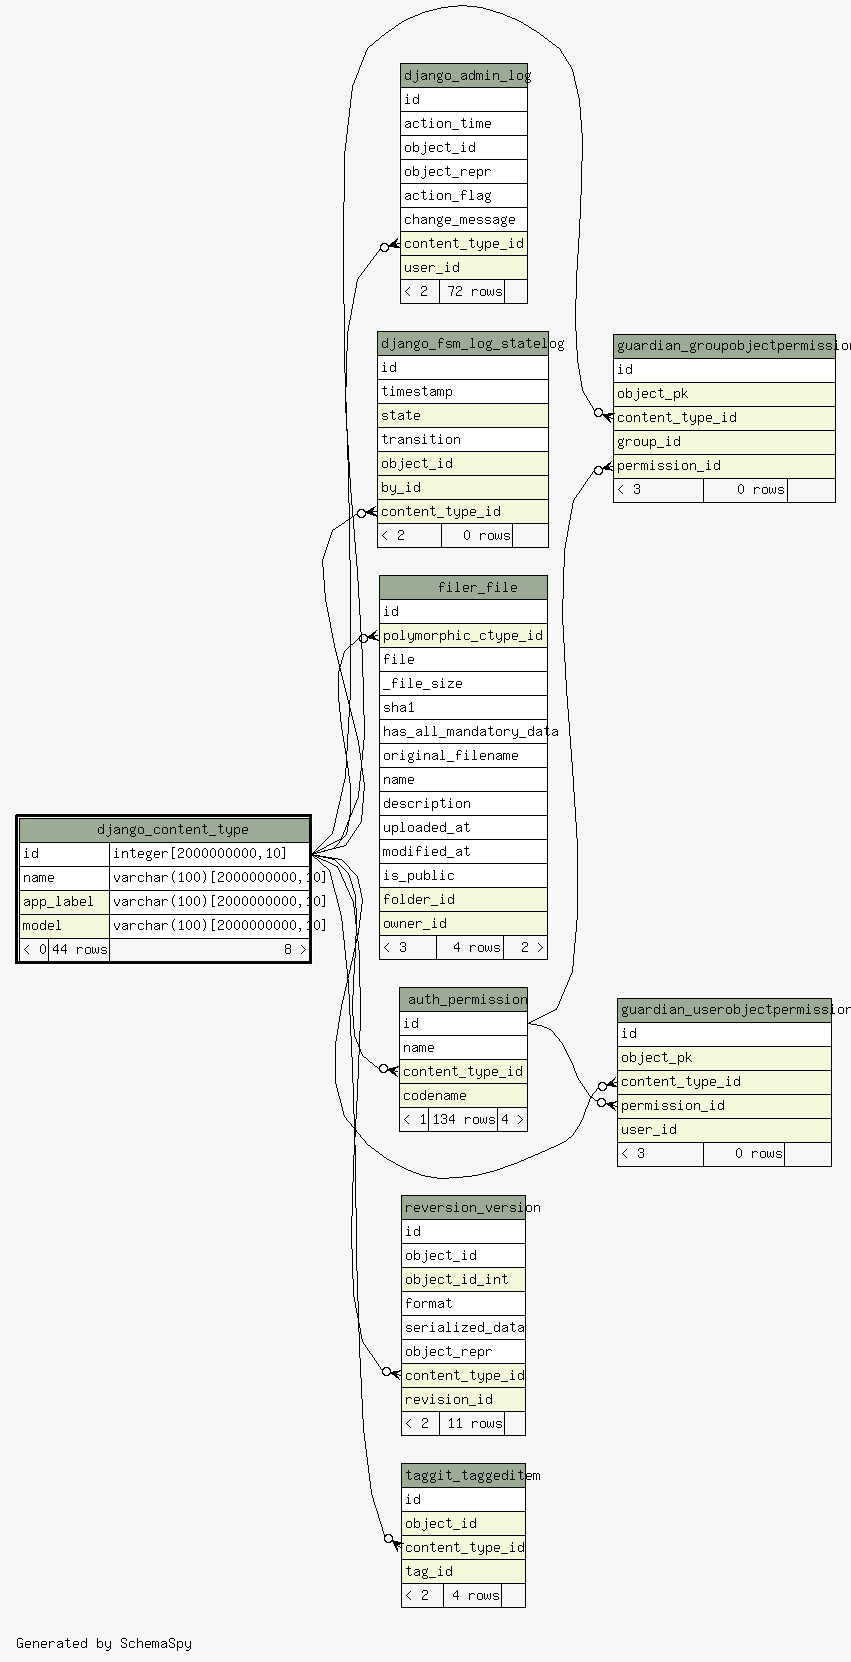 django_admin_log
id
action_time
object_id
object_repr
action_flag
change_message
content_type_id
user_id
< 2 72 rows
django_fsm_log_statelog
id
timestamp
state
transition
object_id
by_id
content_type_id
< 2 0 rows
guardian_groupobjectpermission
id
object_pk
content_type_id
group_id
permission_id
< 3 0 rows
filer_file
id
polymorphic_ctype_id
file
_file_size
sha1
has_all_mandatory_data
original_filename
name
description
uploaded_at
modified_at
is_public
folder_id
owner_id
< 3 4 rows 2 >
django_content_type
id integer[2000000000,10]
name varchar(100)[2000000000,10]
app_label varchar(100)[2000000000,10]
model varchar(100)[2000000000,10]
< 0 44 rows 8 >
auth_permission
id
name
content_type_id
codename
< 1 134 rows 4 >
guardian_userobjectpermission
id
object_pk
content_type_id
permission_id
user_id
< 3 0 rows
reversion_version
id
object_id
object_id_int
format
serialized_data
object_repr
content_type_id
revision_id
< 2 11 rows
taggit_taggeditem
id
object_id
content_type_id
tag_id
< 2 4 rows
Generated by SchemaSpy